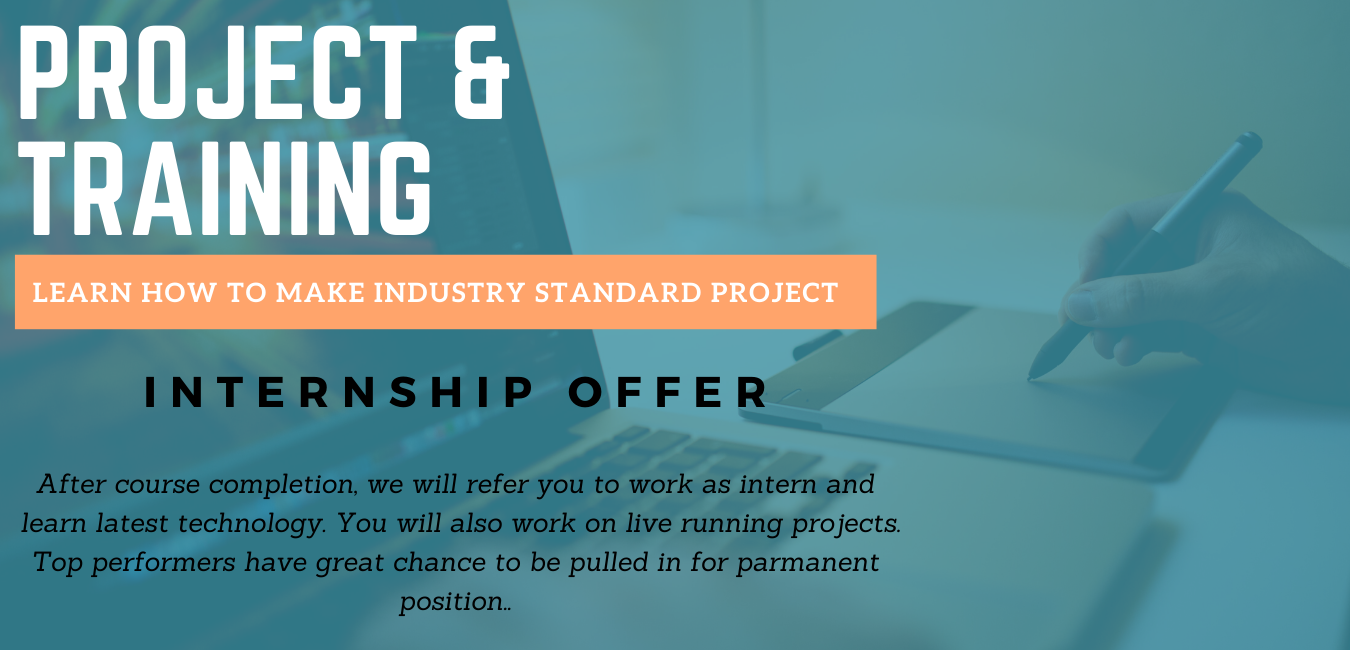 PROJECT &
TRAINING
LEARN HOW TO MAKE INDUSTRY STANDARD PROJECT
INTERNSHIP OFFER
After course completion, we will refer you to work as intern and
learn latest technology. You will also work on live running projects.
Top performers have great chance to be pulled in for parmanent
position..